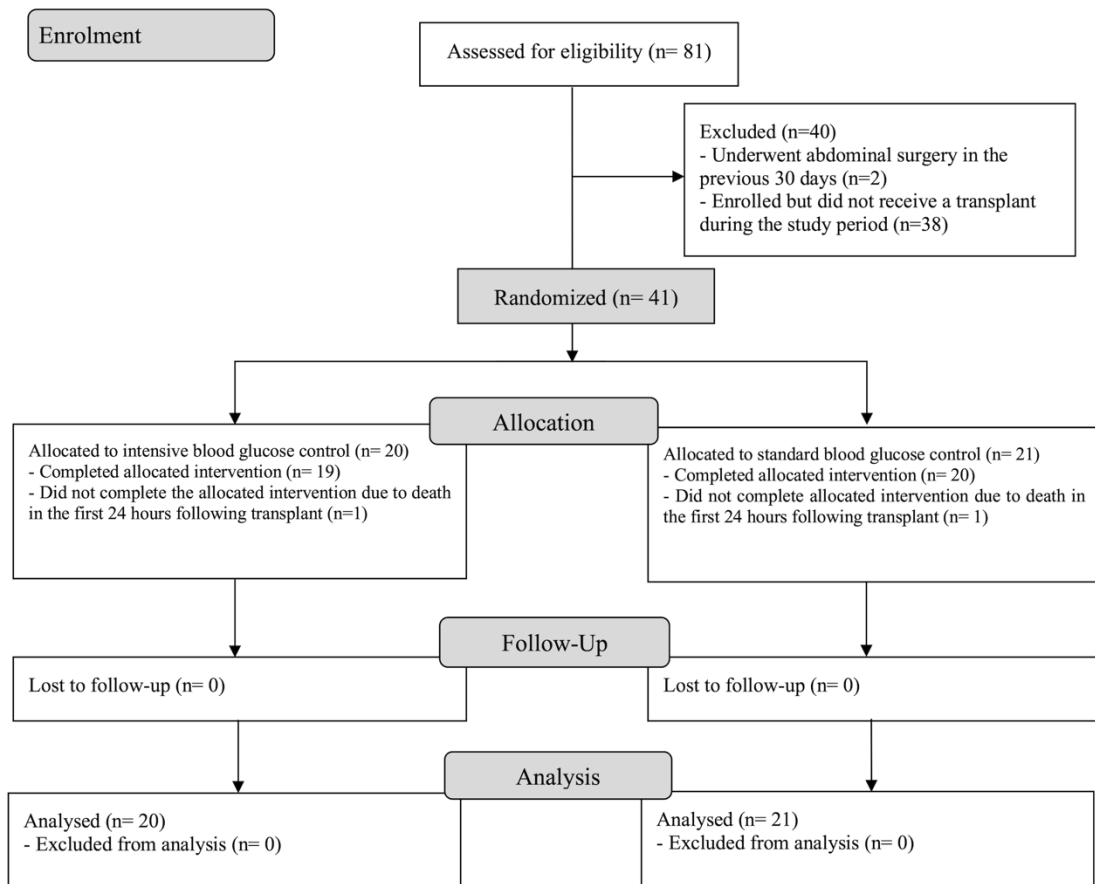 Enrolment
Assessed for eligibility (n= 81)
Excluded (n=40)
- Underwent abdominal surgery in the
previous 30 days (n=2)
- Enrolled but did not receive a transplant
during the study period (n=38)
Randomized (n= 41)
Allocation
Allocated to intensive blood glucose control (n= 20)
- Completed allocated intervention (n= 19)
- Did not complete the allocated intervention due to death
in the first 24 hours following transplant (n=1)
Allocated to standard blood glucose control (n= 21)
- Completed allocated intervention (n= 20)
- Did not complete allocated intervention due to death in
the first 24 hours following transplant (n= 1)
Follow-Up
Lost to follow-up (n= 0)
Lost to follow-up (n= 0)
Analysis
Analysed (n= 20)
- Excluded from analysis (n= 0)
Analysed (n= 21)
- Excluded from analysis (n= 0)